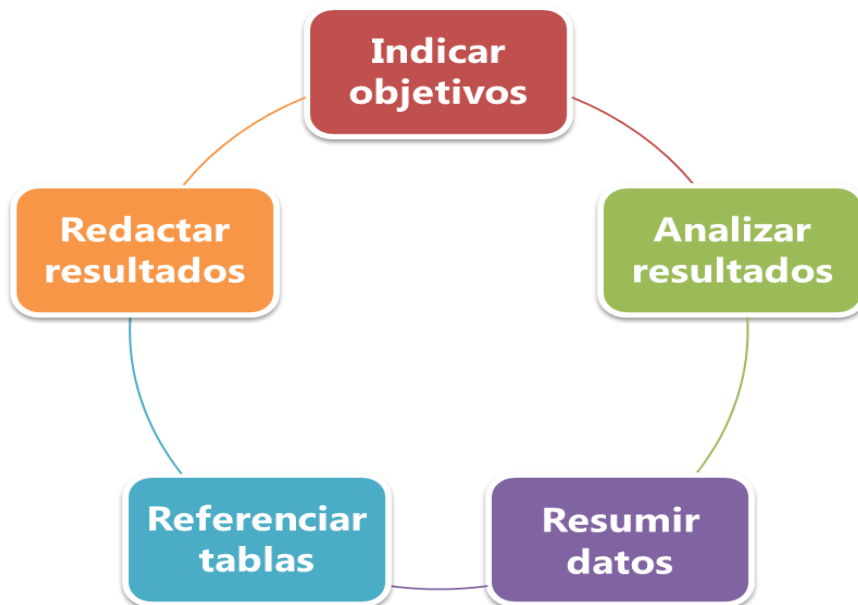 Indicar
objetivos
Analizar
resultados
Resumir
datos
Referenciar
tablas
Redactar
resultados